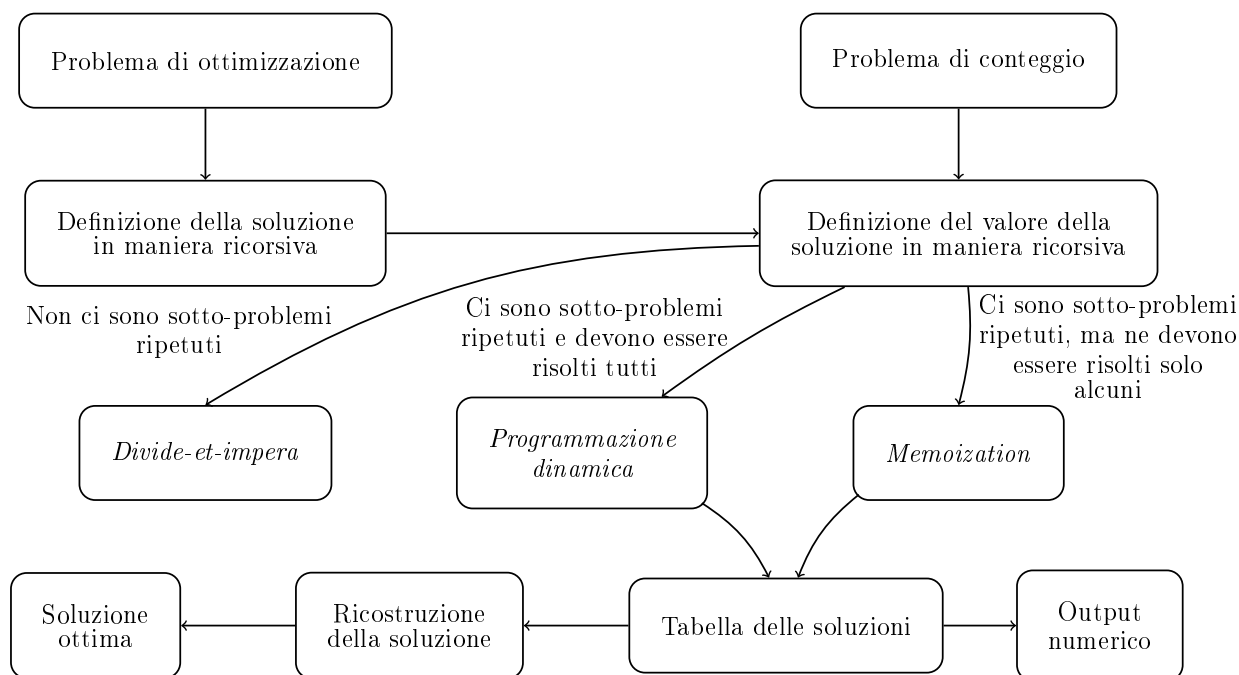 Problema di ottimizzazione
Problema di conteggio
Definizione della soluzione
in maniera ricorsiva
Definizione del valore della
soluzione in maniera ricorsiva
Non ci sono sotto-problemi
ripetuti
Ci sono sotto-problemi
ripetuti e devono essere
risolti tutti
Ci sono sotto-problemi
ripetuti, ma ne devono
essere risolti solo
alcuni
Divide-et-impera
Programmazione
dinamica
Memoization
Soluzione
ottima
Ricostruzione
della soluzione
Tabella delle soluzioni
Output
numerico